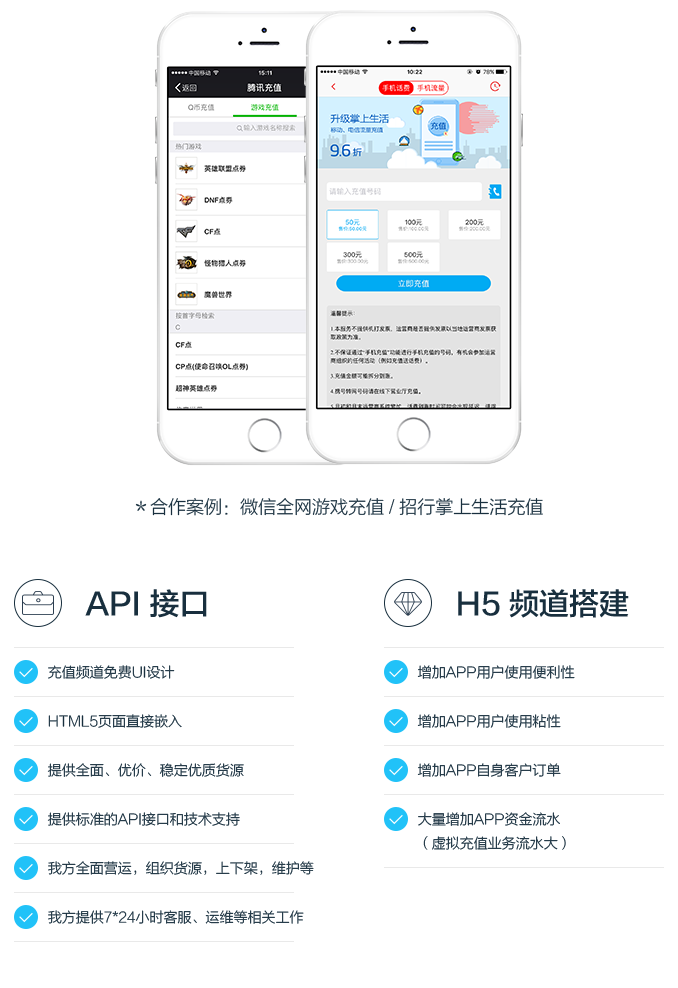 中国移动 15:11
返回 腾讯充值
Q币充值 游戏充值
输入游戏名称搜索
热门游戏
英雄联盟点券
DNF点券
CF点
怪物猎人点券
魔兽世界
按首字母检索
C
CF点
CP点(使命召唤OL点券)
超神英雄点券
中国移动 10:22 78%
手机话费 手机流量
升级掌上生活
移动、电信流量充值
9.6折
充值
请输入充值号码
50元 100元 200元
售价:50.00元 售价:100.00元 售价:200.00元
300元 500元
售价:300.00元 售价:500.00元
立即充值
温馨提示:
1.本服务不提供机打发票，运营商是否提供发票以当地运营商发票获
取政策为准。
2.不保证通过"手机充值"功能进行手机充值的号码，有机会参加运营
商组织的任何活动（例如充值送话费）。
3.充值金额可能拆分到账。
4.携号转网号码请在线下营业厅充值。
＊合作案例：微信全网游戏充值 / 招行掌上生活充值
API 接口
充值频道免费UI设计
HTML5页面直接嵌入
提供全面、优价、稳定优质货源
提供标准的API接口和技术支持
我方全面营运，组织货源，上下架，维护等
我方提供7*24小时客服、运维等相关工作
H5 频道搭建
增加APP用户使用便利性
增加APP用户使用粘性
增加APP自身客户订单
大量增加APP资金流水
（虚拟充值业务流水大）